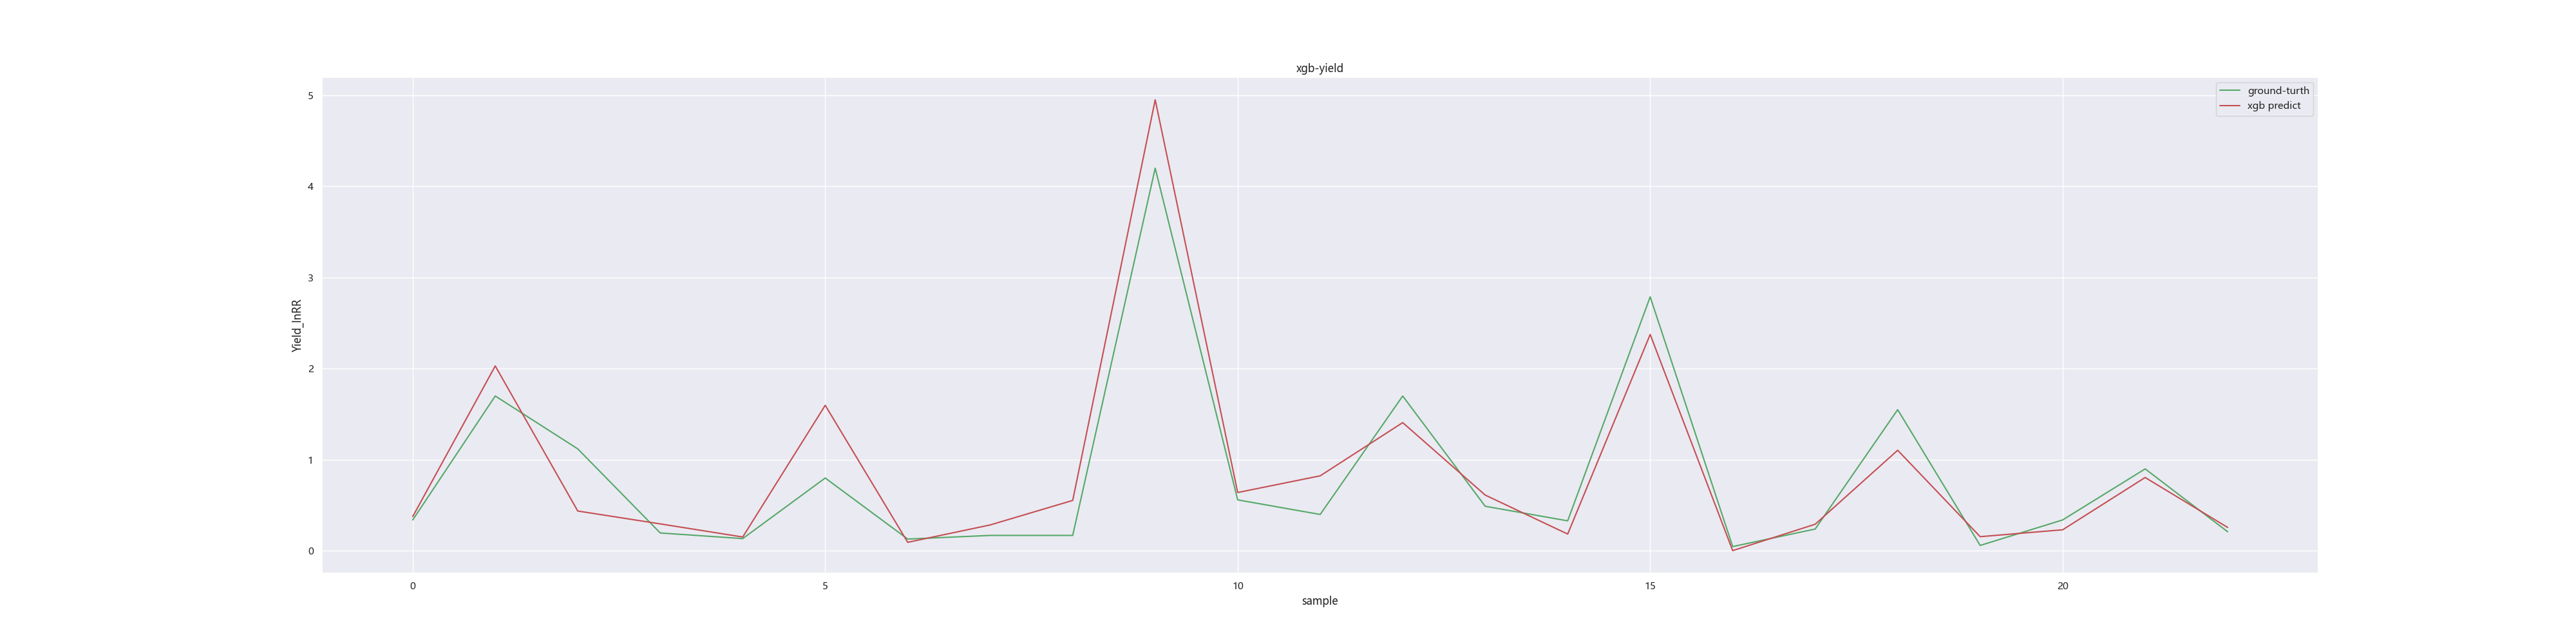 xgb-yield
ground-turth
xgb predict
5
4
3
2
1
0
Yield_lnRR
0 5 10 15 20
sample